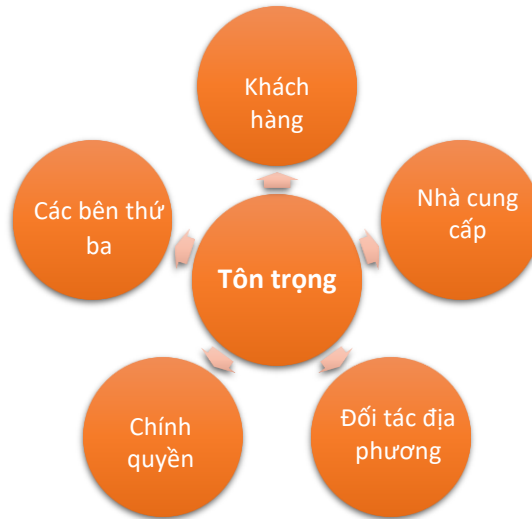 Khách
hàng
Các bên thứ
ba
Nhà cung
cấp
Tôn trọng
Chính
quyền
Đối tác địa
phương